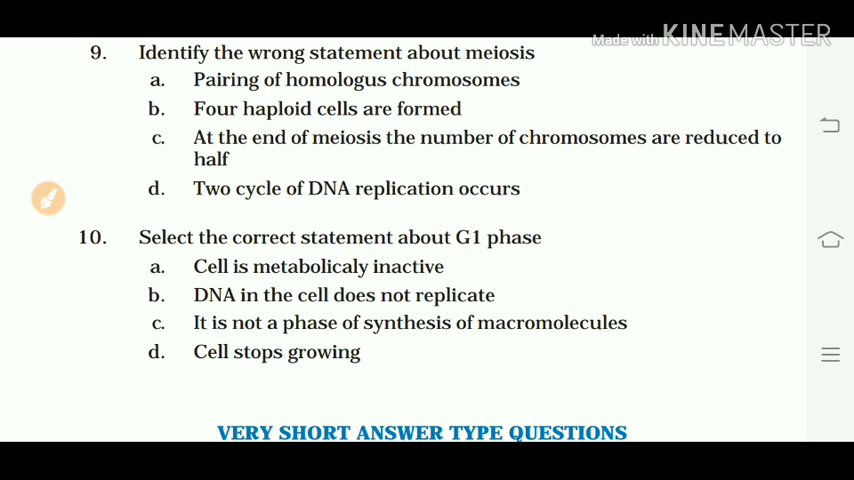 Made with KINEMASTER
9. Identify the wrong statement about meiosis
a. Pairing of homologus chromosomes
b. Four haploid cells are formed
c. At the end of meiosis the number of chromosomes are reduced to
half
d. Two cycle of DNA replication occurs
10. Select the correct statement about G1 phase
a. Cell is metabolicaly inactive
b. DNA in the cell does not replicate
c. It is not a phase of synthesis of macromolecules
d. Cell stops growing
VERY SHORT ANSWER TYPE QUESTIONS